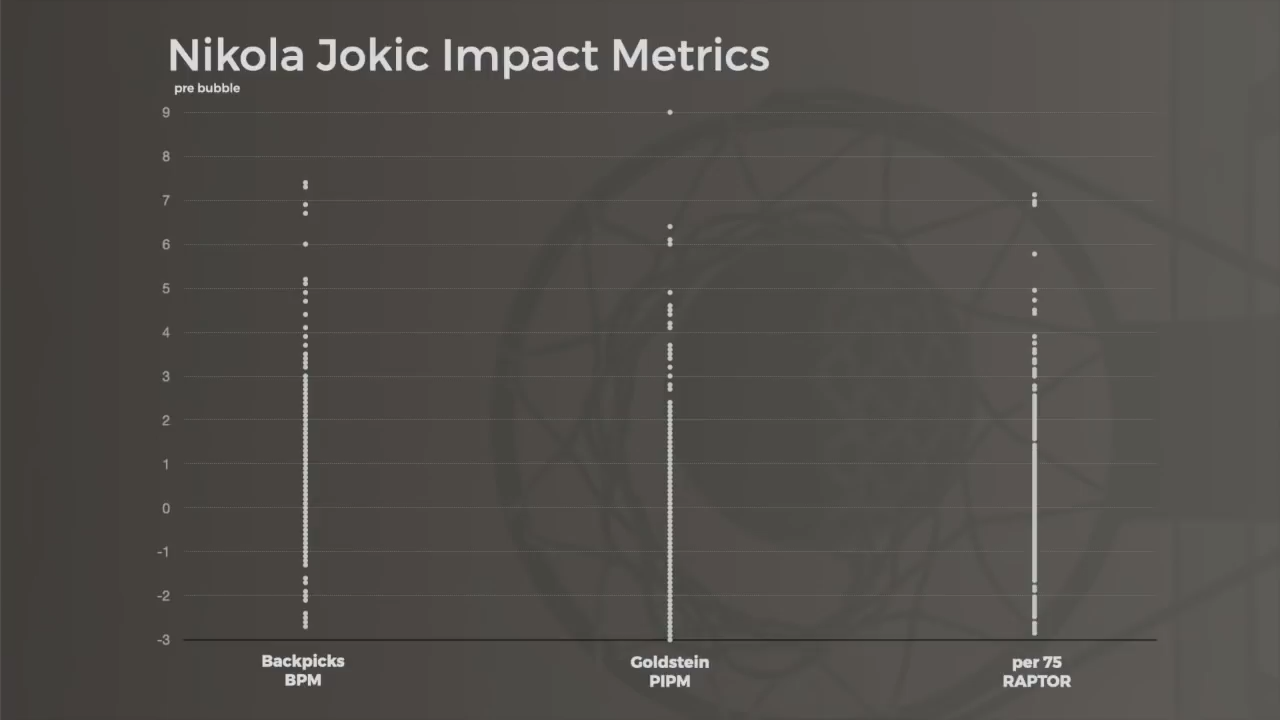 Nikola Jokic Impact Metrics
pre bubble
9
8
7
6
5
4
3
2
1
0
-1
-2
-3
Backpicks
BPM
Goldstein
PIPM
per 75
RAPTOR